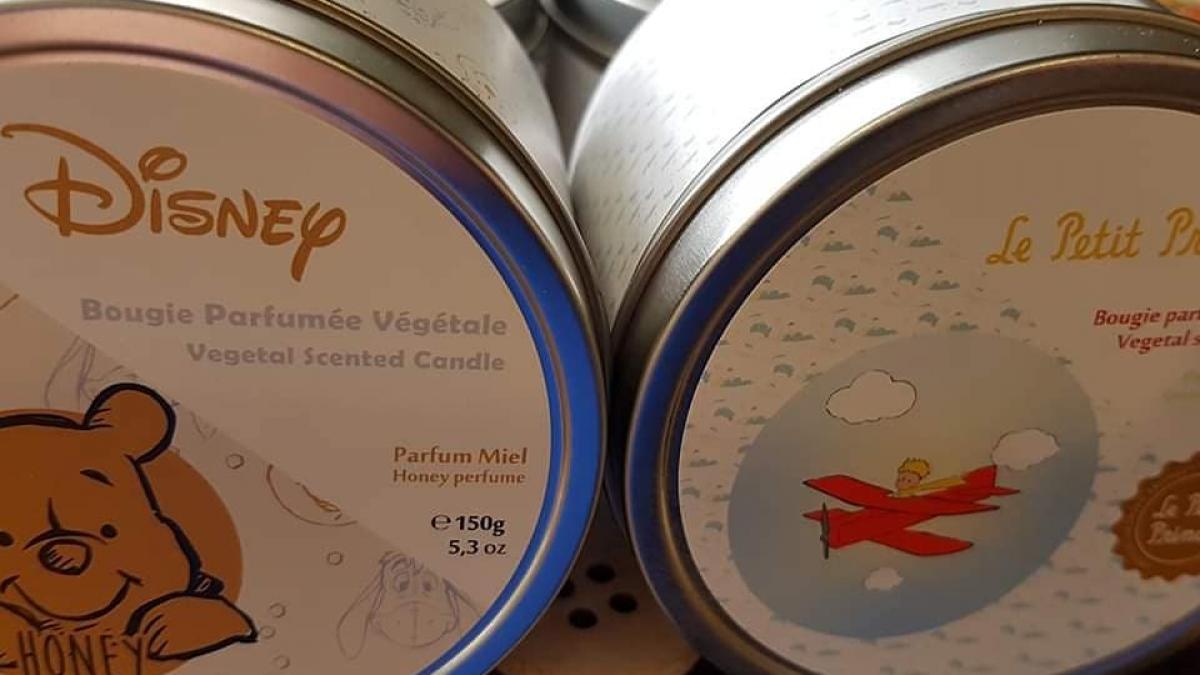 Disney
Bougie Parfumée Végétale
Vegetal Scented Candle
Parfum Miel
Honey perfume
℮ 150g
5,3 oz
HONEY
Le Petit
Bougie
Vegetal
Le